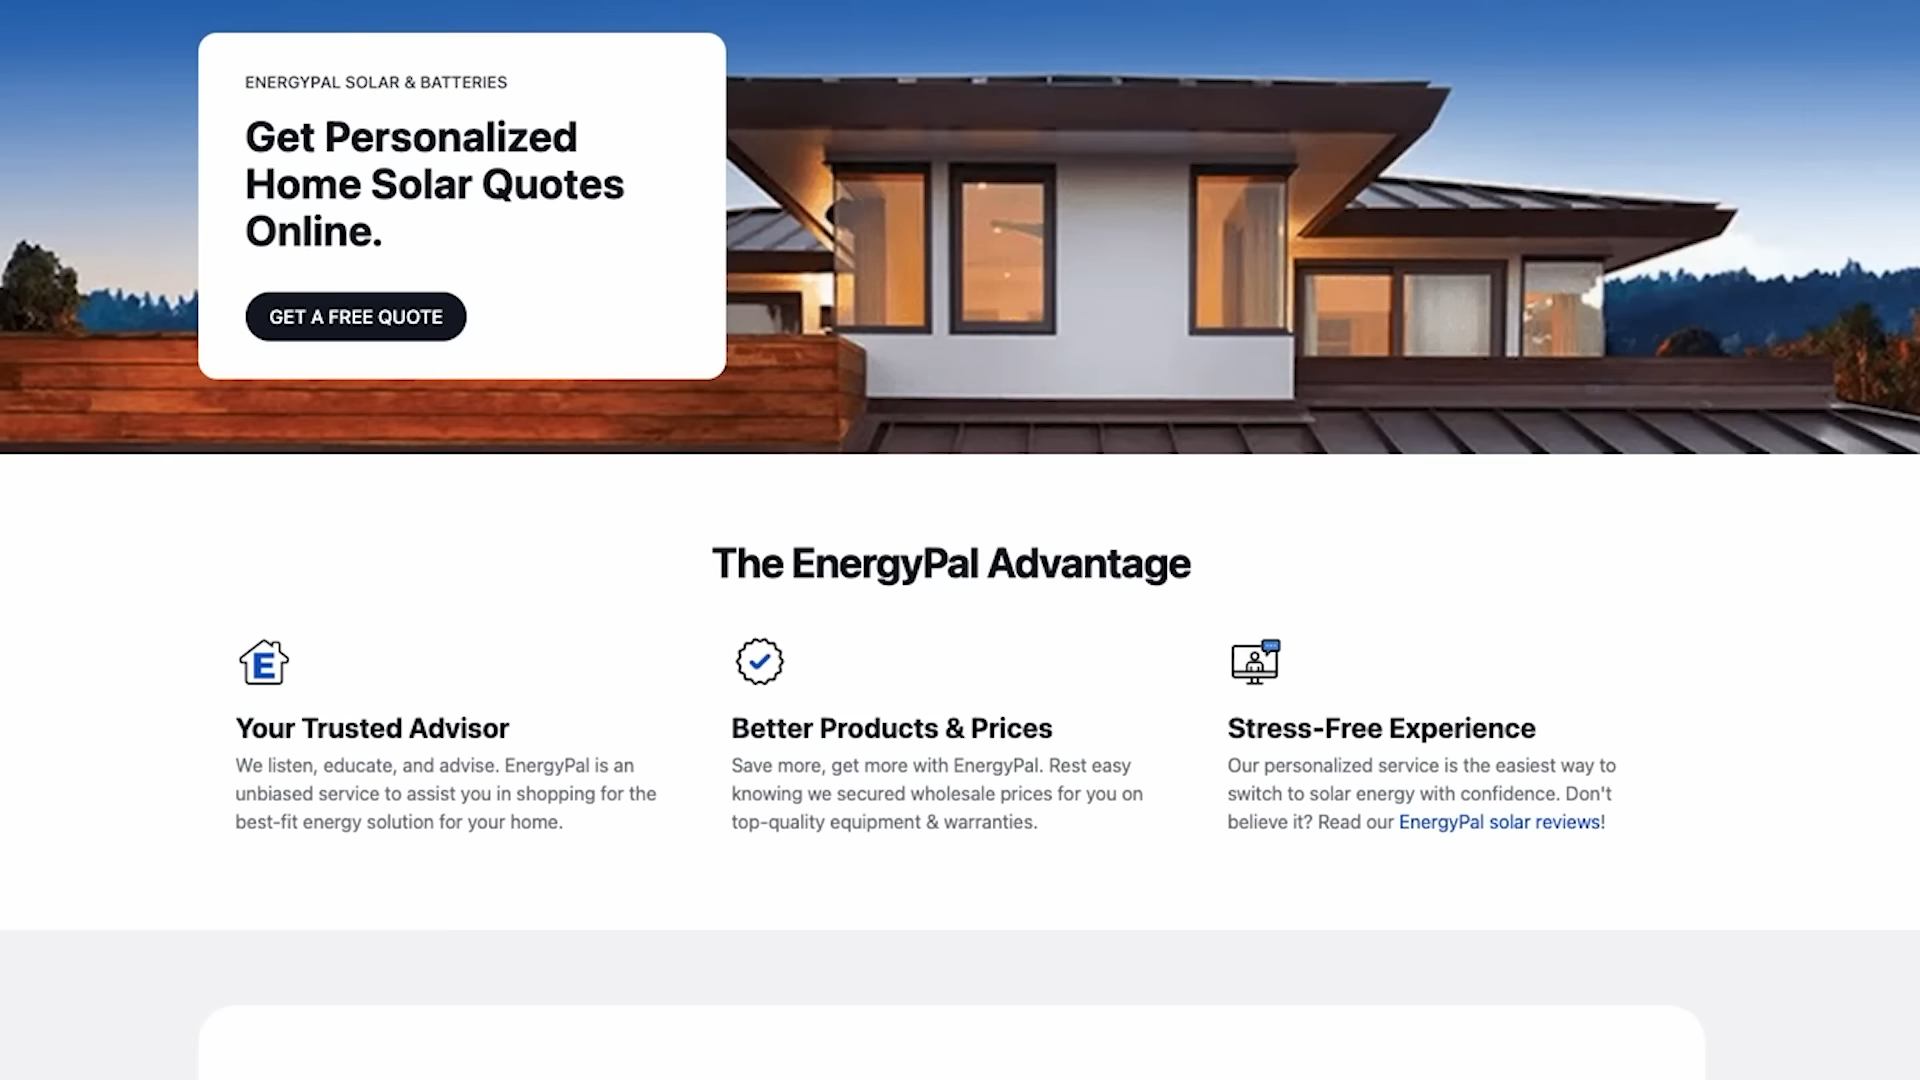 ENERGYPAL SOLAR & BATTERIES
Get Personalized
Home Solar Quotes
Online.
GET A FREE QUOTE
The EnergyPal Advantage
E
Your Trusted Advisor
We listen, educate, and advise. EnergyPal is an
unbiased service to assist you in shopping for the
best-fit energy solution for your home.
Better Products & Prices
Save more, get more with EnergyPal. Rest easy
knowing we secured wholesale prices for you on
top-quality equipment & warranties.
Stress-Free Experience
Our personalized service is the easiest way to
switch to solar energy with confidence. Don't
believe it? Read our EnergyPal solar reviews!